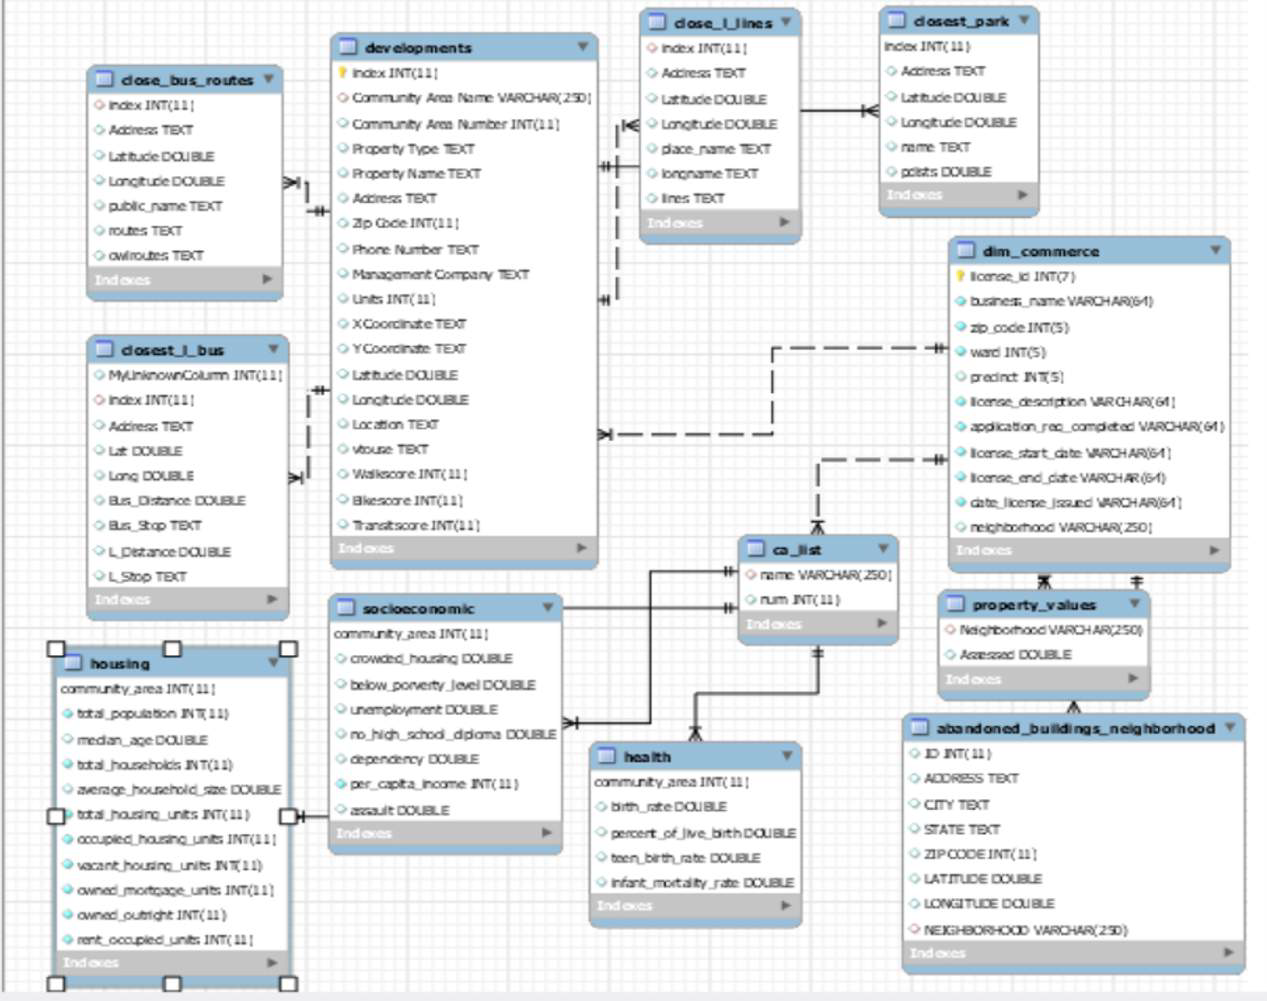 close_bus_routes
index INT(11)
Address TEXT
Latitude DOUBLE
Longitude DOUBLE
public_name TEXT
routes TEXT
owlroutes TEXT
Indexes
closest_l_bus
MyUnknownColumn INT(11)
index INT(11)
Address TEXT
Lat DOUBLE
Long DOUBLE
Bus_Distance DOUBLE
Bus_Stop TEXT
L_Distance DOUBLE
L_Stop TEXT
Indexes
housing
community_area INT(11)
total_population INT(11)
median_age DOUBLE
total_households INT(11)
average_household_size DOUBLE
total_housing_units INT(11)
occupied_housing_units INT(11)
vacant_housing_units INT(11)
owned_mortgage_units INT(11)
owned_outright INT(11)
rent_occupied_units INT(11)
Indexes
developments
index INT(11)
Community Area Name VARCHAR(250)
Community Area Number INT(11)
Property Type TEXT
Property Name TEXT
Address TEXT
Zip Code INT(11)
Phone Number TEXT
Management Company TEXT
Units INT(11)
X Coordinate TEXT
Y Coordinate TEXT
Latitude DOUBLE
Longitude DOUBLE
Location TEXT
vtouse TEXT
Walkscore INT(11)
Bikescore INT(11)
Transitscore INT(11)
Indexes
socioeconomic
community_area INT(11)
crowded_housing DOUBLE
below_porverty_level DOUBLE
unemployment DOUBLE
no_high_school_diploma DOUBLE
dependency DOUBLE
per_capita_income INT(11)
assault DOUBLE
Indexes
close_l_lines
index INT(11)
Address TEXT
Latitude DOUBLE
Longitude DOUBLE
place_name TEXT
longname TEXT
lines TEXT
Indexes
closest_park
index INT(11)
Address TEXT
Latitude DOUBLE
Longitude DOUBLE
name TEXT
pdists DOUBLE
Indexes
dim_commerce
license_id INT(7)
business_name VARCHAR(64)
zip_code INT(5)
ward INT(5)
precinct INT(5)
license_description VARCHAR(64)
application_req_completed VARCHAR(64)
license_start_date VARCHAR(64)
license_end_date VARCHAR(64)
date_license_issued VARCHAR(64)
neighborhood VARCHAR(250)
Indexes
ca_list
name VARCHAR(250)
num INT(11)
Indexes
health
community_area INT(11)
birth_rate DOUBLE
percent_of_live_birth DOUBLE
teen_birth_rate DOUBLE
infant_mortality_rate DOUBLE
Indexes
property_values
Neighborhood VARCHAR(250)
Assessed DOUBLE
Indexes
abandoned_buildings_neighborhood
ID INT(11)
ADDRESS TEXT
CITY TEXT
STATE TEXT
ZIP CODE INT(11)
LATITUDE DOUBLE
LONGITUDE DOUBLE
NEIGHBORHOOD VARCHAR(250)
Indexes